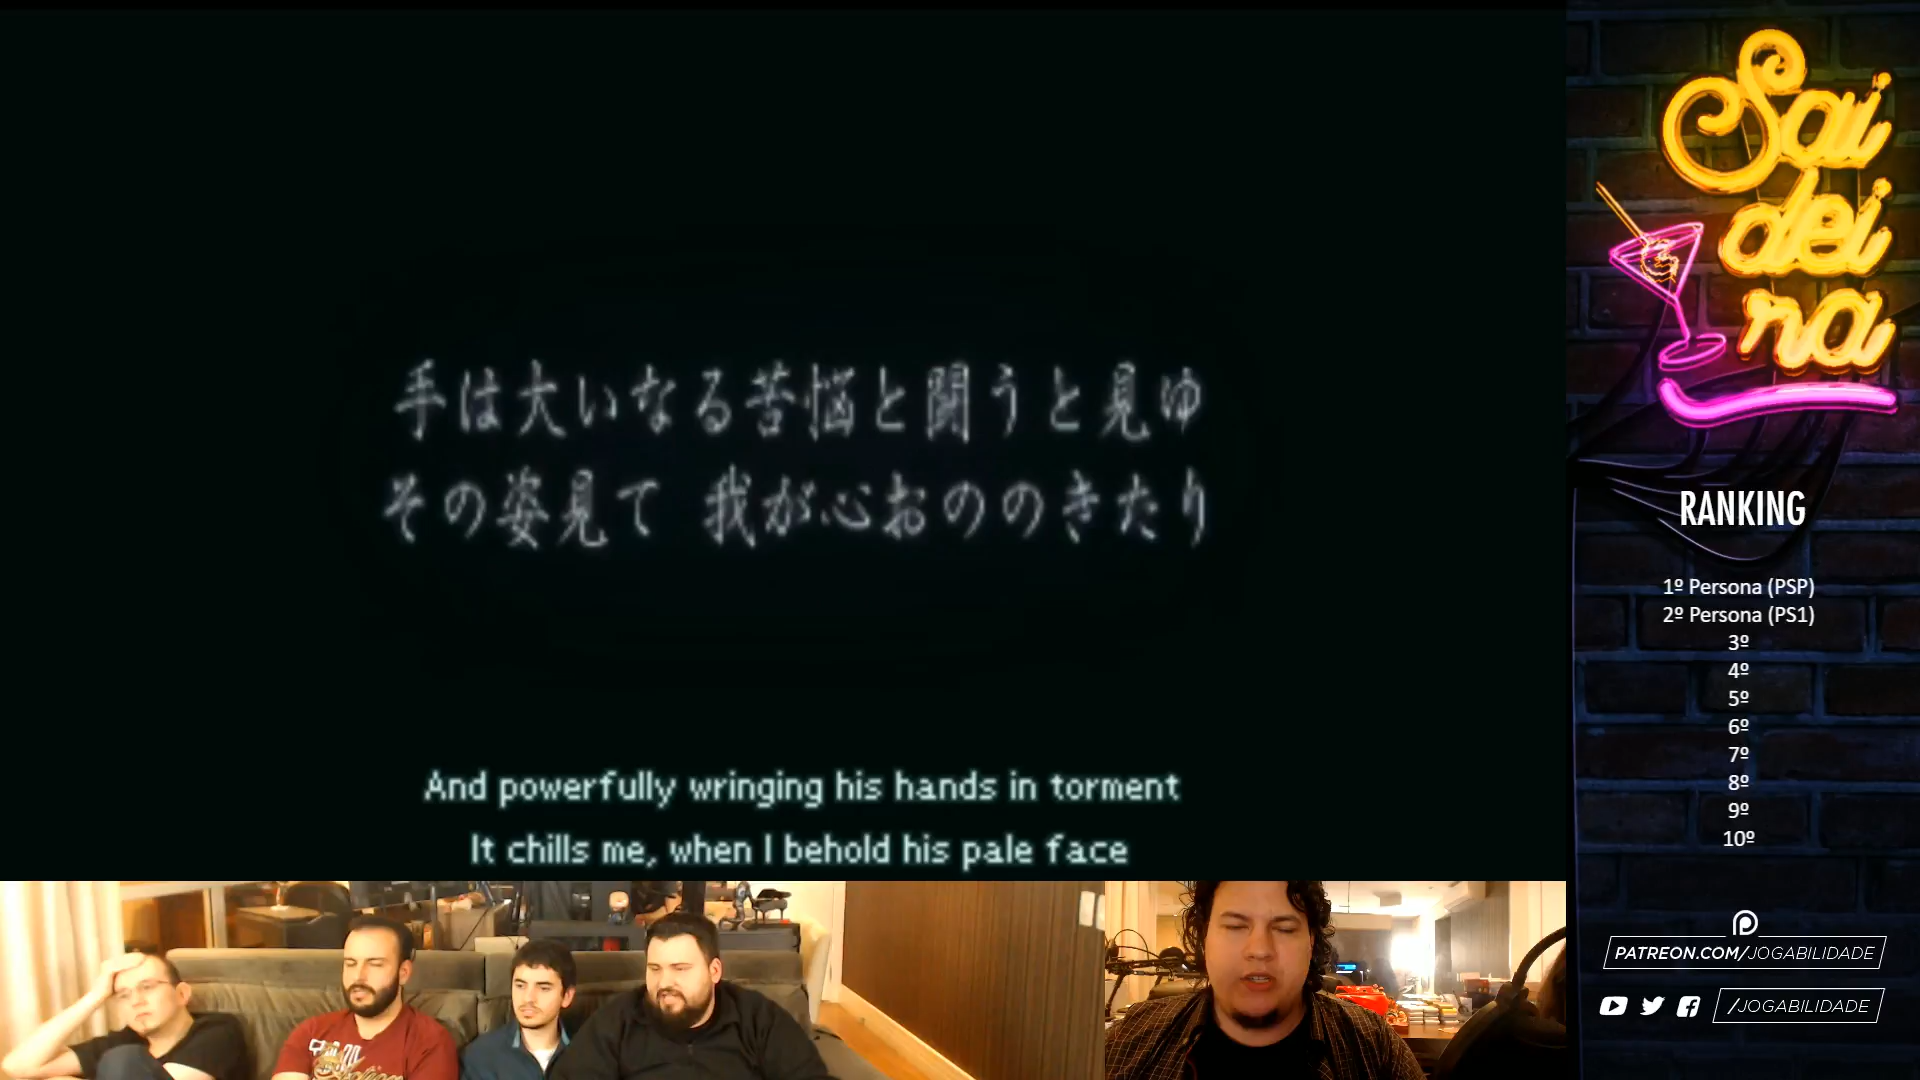 手は大いなる苦悩と闘うと見ゆ
その姿見て 我が心おののきたり
And powerfully wringing his hands in torment
It chills me, when I behold his pale face
Sai
dei
ra
RANKING
1º Persona (PSP)
2º Persona (PS1)
3º
4º
5º
6º
7º
8º
9º
10º
PATREON.COM/JOGABILIDADE
/JOGABILIDADE